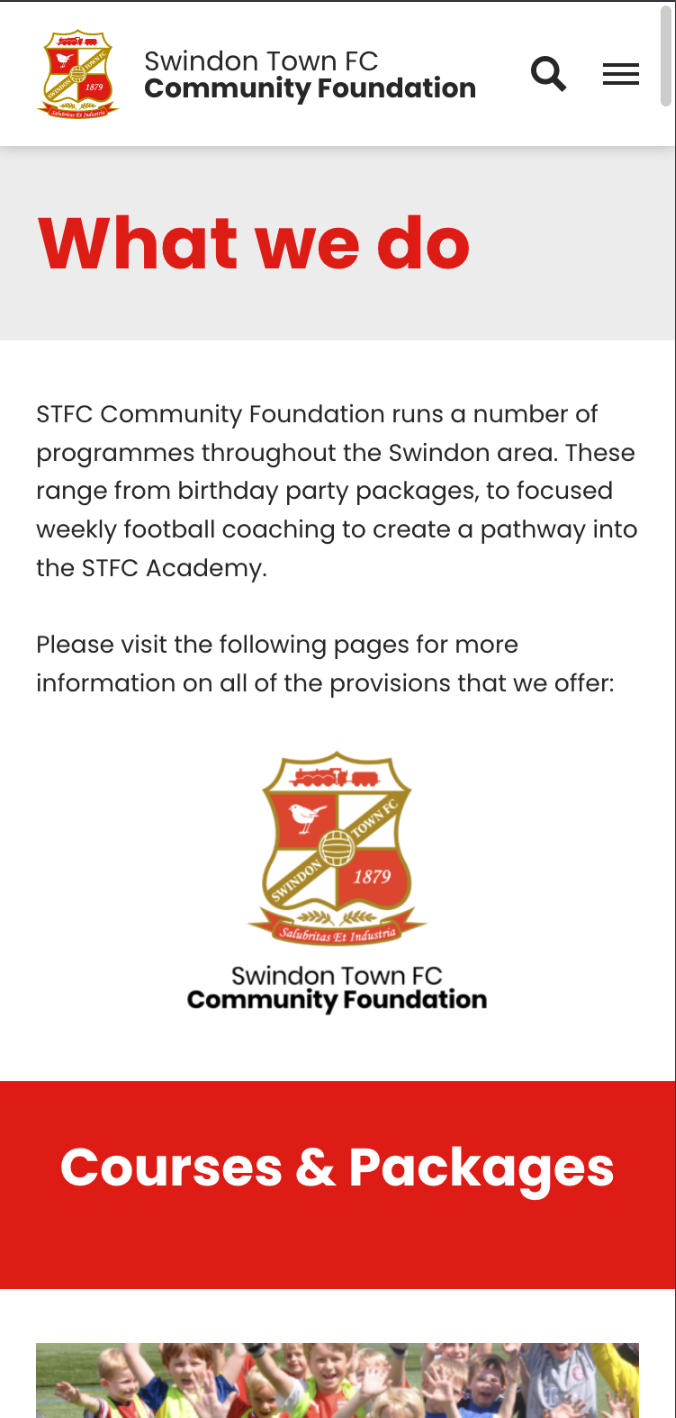 Swindon Town FC
Community Foundation
SWINDON TOWN FC
1879
Salubritas Et Industria
What we do
STFC Community Foundation runs a number of
programmes throughout the Swindon area. These
range from birthday party packages, to focused
weekly football coaching to create a pathway into
the STFC Academy.
Please visit the following pages for more
information on all of the provisions that we offer:
SWINDON TOWN FC
1879
Salubritas Et Industria
Swindon Town FC
Community Foundation
Courses & Packages